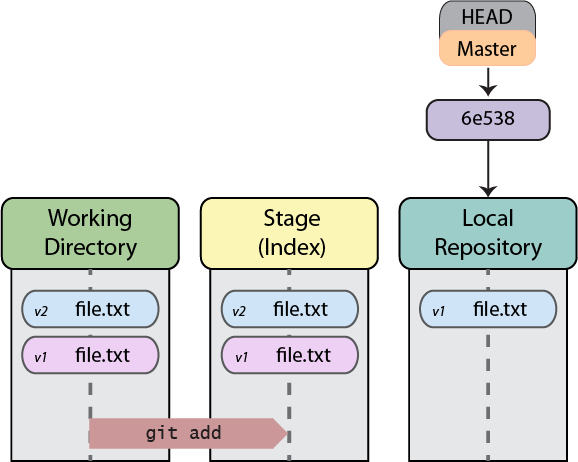 HEAD
Master
6e538
Working
Directory
Stage
(Index)
Local
Repository
v2 file.txt
v2 file.txt
v1 file.txt
v1 file.txt
v1 file.txt
git add